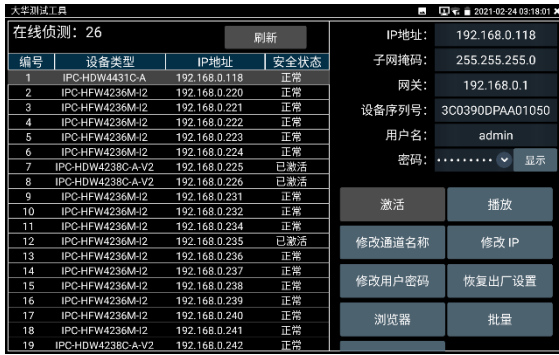 大华测试工具
2021-02-24 03:18:01
在线侦测：26
刷新
编号 设备类型 IP地址 安全状态
1 IPC-HDW4431C-A 192.168.0.118 正常
2 IPC-HFW4236M-I2 192.168.0.220 正常
3 IPC-HFW4236M-I2 192.168.0.221 正常
4 IPC-HFW4236M-I2 192.168.0.222 正常
5 IPC-HFW4236M-I2 192.168.0.223 正常
6 IPC-HFW4236M-I2 192.168.0.224 正常
7 IPC-HDW4238C-A-V2 192.168.0.225 已激活
8 IPC-HDW4238C-A-V2 192.168.0.226 已激活
9 IPC-HFW4236M-I2 192.168.0.231 正常
10 IPC-HFW4236M-I2 192.168.0.232 正常
11 IPC-HFW4236M-I2 192.168.0.234 正常
12 IPC-HFW4236M-I2 192.168.0.235 已激活
13 IPC-HFW4236M-I2 192.168.0.236 正常
14 IPC-HFW4236M-I2 192.168.0.237 正常
15 IPC-HFW4236M-I2 192.168.0.238 正常
16 IPC-HFW4236M-I2 192.168.0.239 正常
17 IPC-HFW4236M-I2 192.168.0.240 正常
18 IPC-HFW4236M-I2 192.168.0.241 正常
19 IPC-HDW4238C-A-V2 192.168.0.242 正常
IP地址： 192.168.0.118
子网掩码： 255.255.255.0
网关： 192.168.0.1
设备序列号： 3C0390DPAA01050
用户名： admin
密码： ········· 显示
激活 播放
修改通道名称 修改 IP
修改用户密码 恢复出厂设置
浏览器 批量